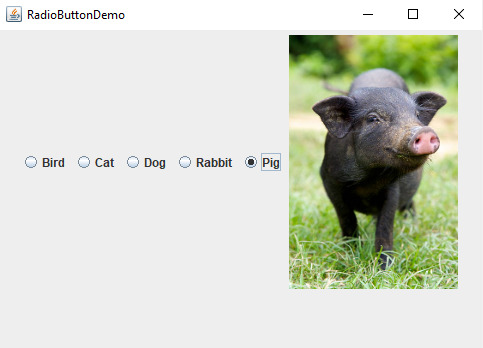 RadioButtonDemo
Bird Cat Dog Rabbit Pig